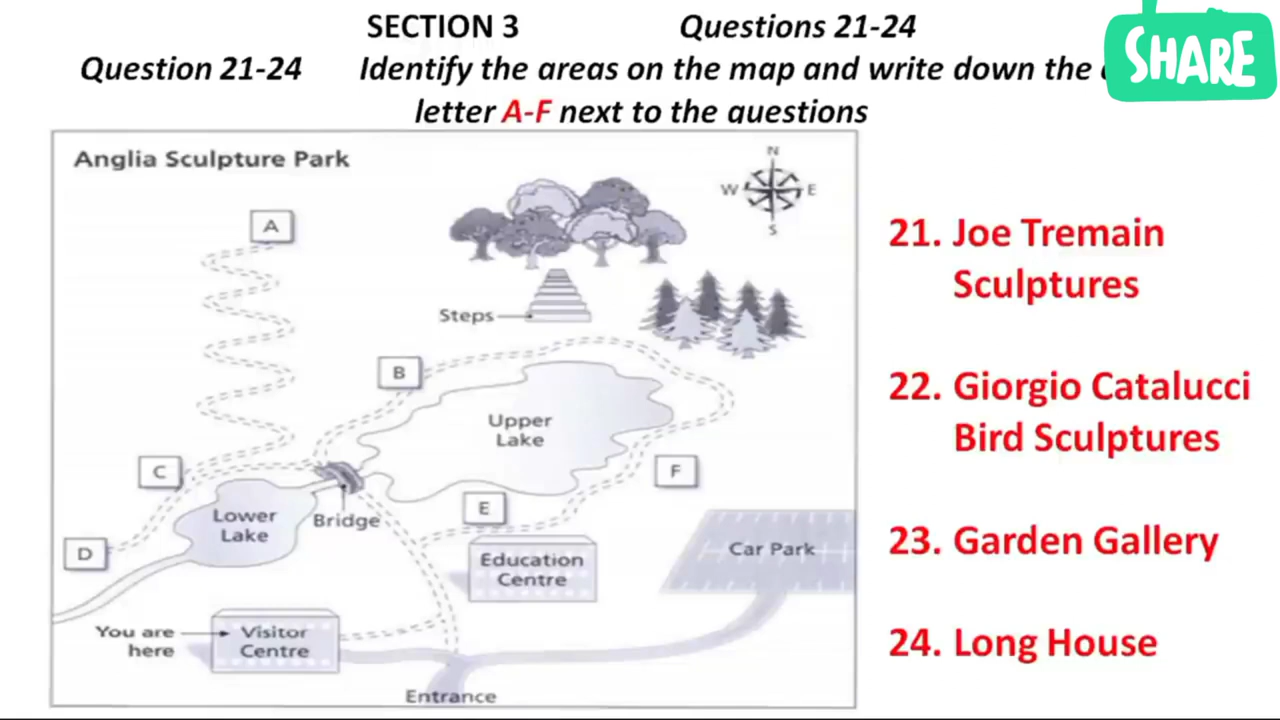 SECTION 3 Questions 21-24
SHARE
Question 21-24 Identify the areas on the map and write down the
letter A-F next to the questions
Anglia Sculpture Park
N
W E
S
A
Steps
B
Upper
Lake
C
F
E
Lower
Lake
Bridge
D
Education
Centre
Car Park
You are
here
Visitor
Centre
Entrance
21. Joe Tremain
Sculptures
22. Giorgio Catalucci
Bird Sculptures
23. Garden Gallery
24. Long House